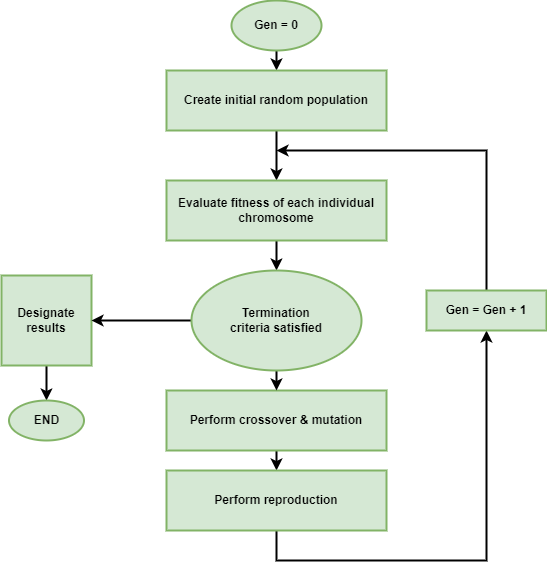 Gen = 0
Create initial random population
Evaluate fitness of each individual
chromosome
Termination
criteria satisfied
Designate
results
Gen = Gen + 1
END
Perform crossover & mutation
Perform reproduction